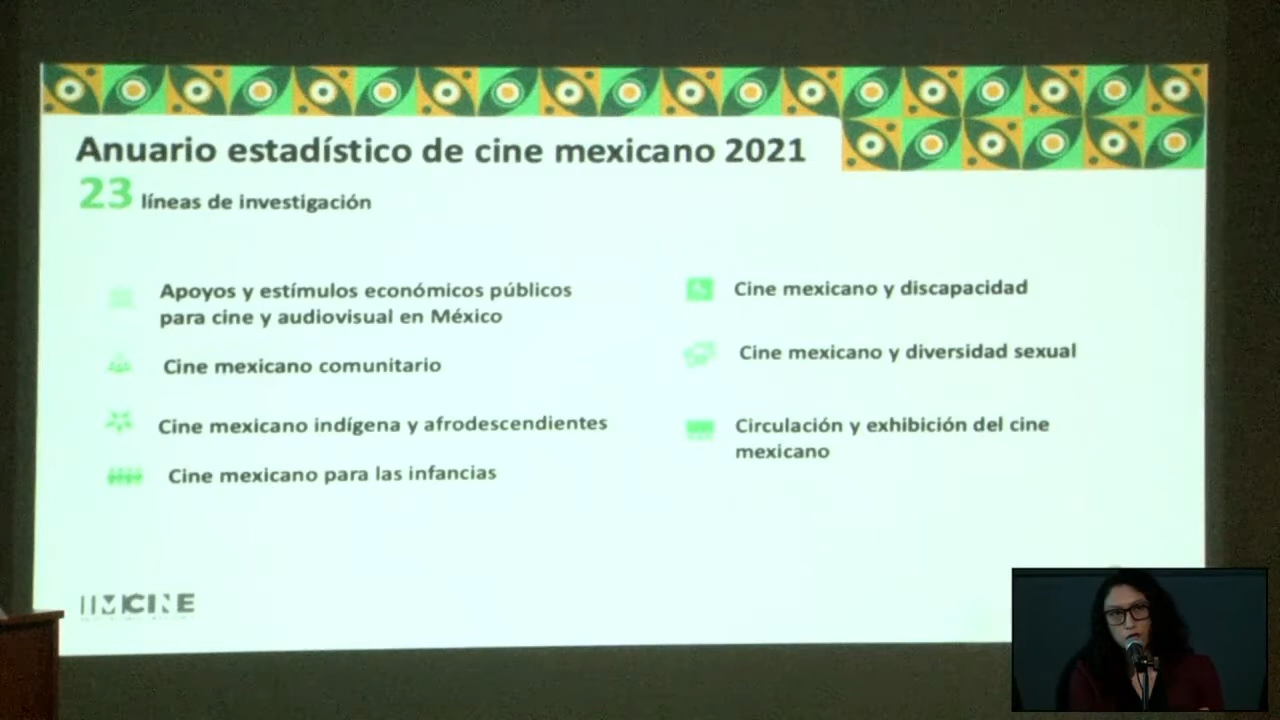 Anuario estadístico de cine mexicano 2021
23 líneas de investigación
Apoyos y estímulos económicos públicos
para cine y audiovisual en México
Cine mexicano comunitario
Cine mexicano indígena y afrodescendientes
Cine mexicano para las infancias
Cine mexicano y discapacidad
Cine mexicano y diversidad sexual
Circulación y exhibición del cine
mexicano
IMCINE